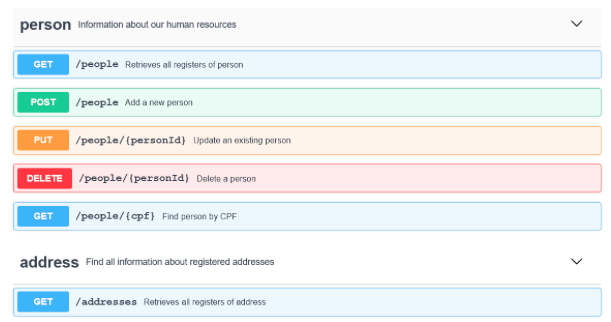 person Information about our human resources
GET /people Retrieves all registers of person
POST /people Add a new person
PUT /people/{personId} Update an existing person
DELETE /people/{personId} Delete a person
GET /people/{cpf} Find person by CPF
address Find all information about registered addresses
GET /addresses Retrieves all registers of address